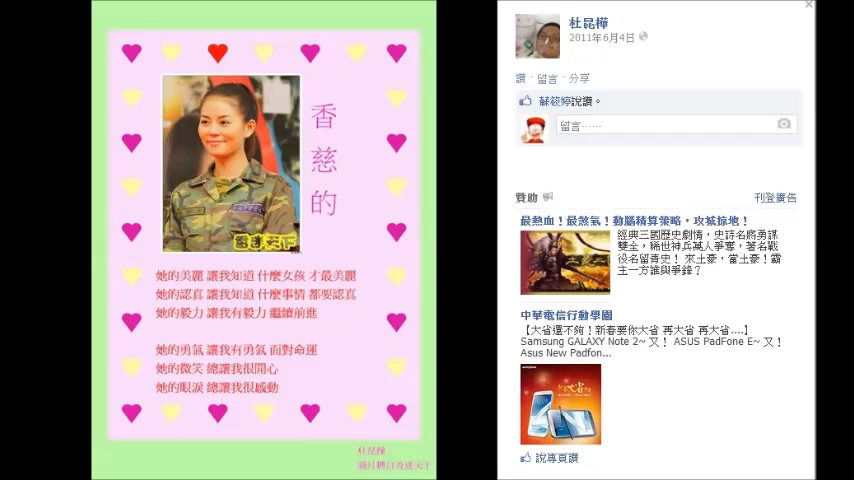 香
慈
的
她的美麗 讓我知道 什麼女孩 才最美麗
她的認真 讓我知道 什麼事情 都要認真
她的毅力 讓我有毅力 繼續前進
她的勇氣 讓我有勇氣 面對命運
她的微笑 總讓我很開心
她的眼淚 總讓我很感動
杜昆樺
杜昆樺
2011年6月4日
讚 · 留言 · 分享
蘇筱婷說讚。
留言......
贊助
刊登廣告
最熱血！最煞氣！動腦精算策略，攻城掠地！
經典三國歷史劇情，史詩名將勇謀
雙全，稀世神兵萬人爭奪，著名戰
役名留青史！ 來土豪，當土豪！霸
主一方誰與爭鋒？
中華電信行動學園
【大省還不夠！新春要你大省 再大省 再大省....】
Samsung GALAXY Note 2~ 又！ ASUS PadFone E~ 又！
Asus New Padfon...
說專頁讚